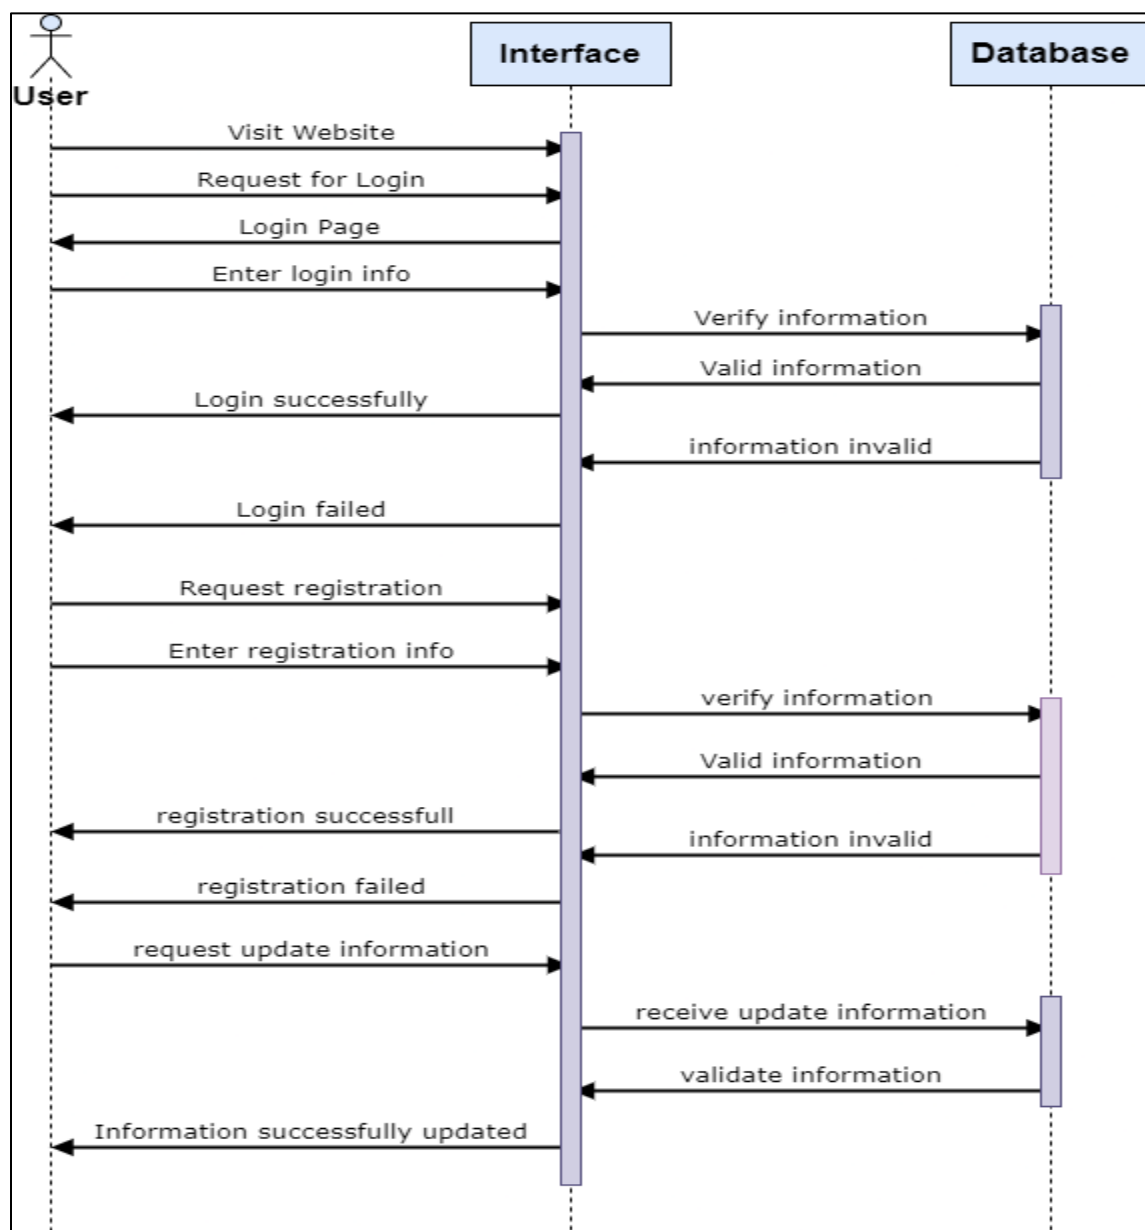 User
Interface
Database
Visit Website
Request for Login
Login Page
Enter login info
Verify information
Valid information
Login successfully
information invalid
Login failed
Request registration
Enter registration info
verify information
Valid information
registration successfull
information invalid
registration failed
request update information
receive update information
validate information
Information successfully updated